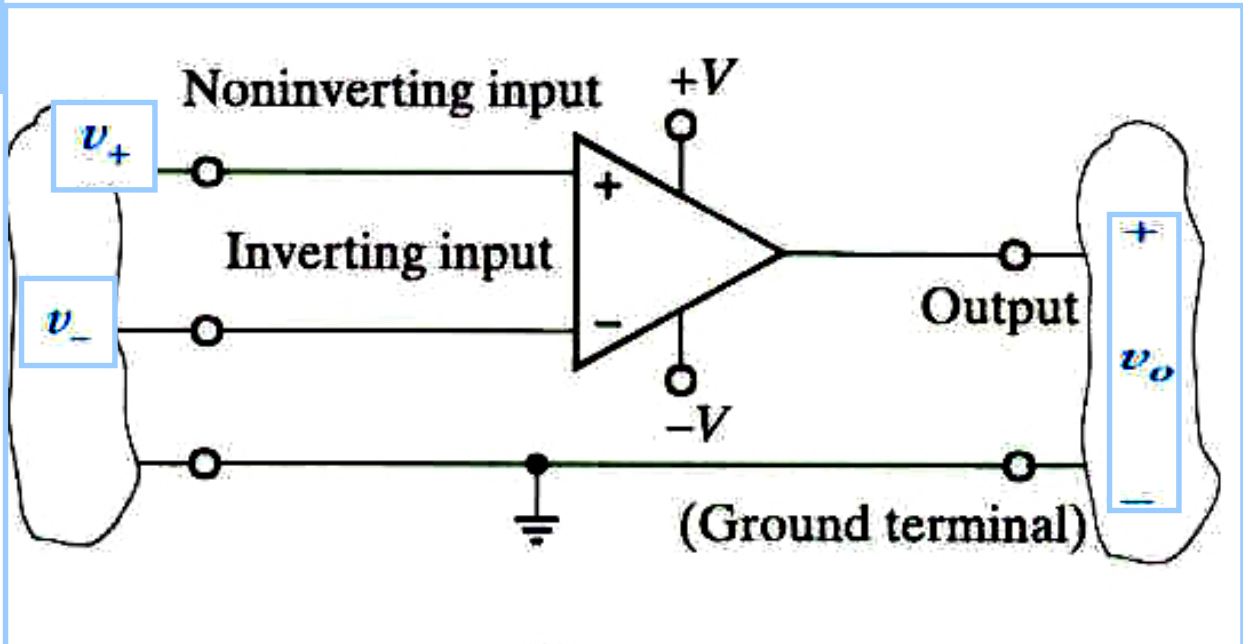 Noninverting input
+V
v₊
+
Inverting input
v₋
−
−V
Output
+
vₒ
−
(Ground terminal)